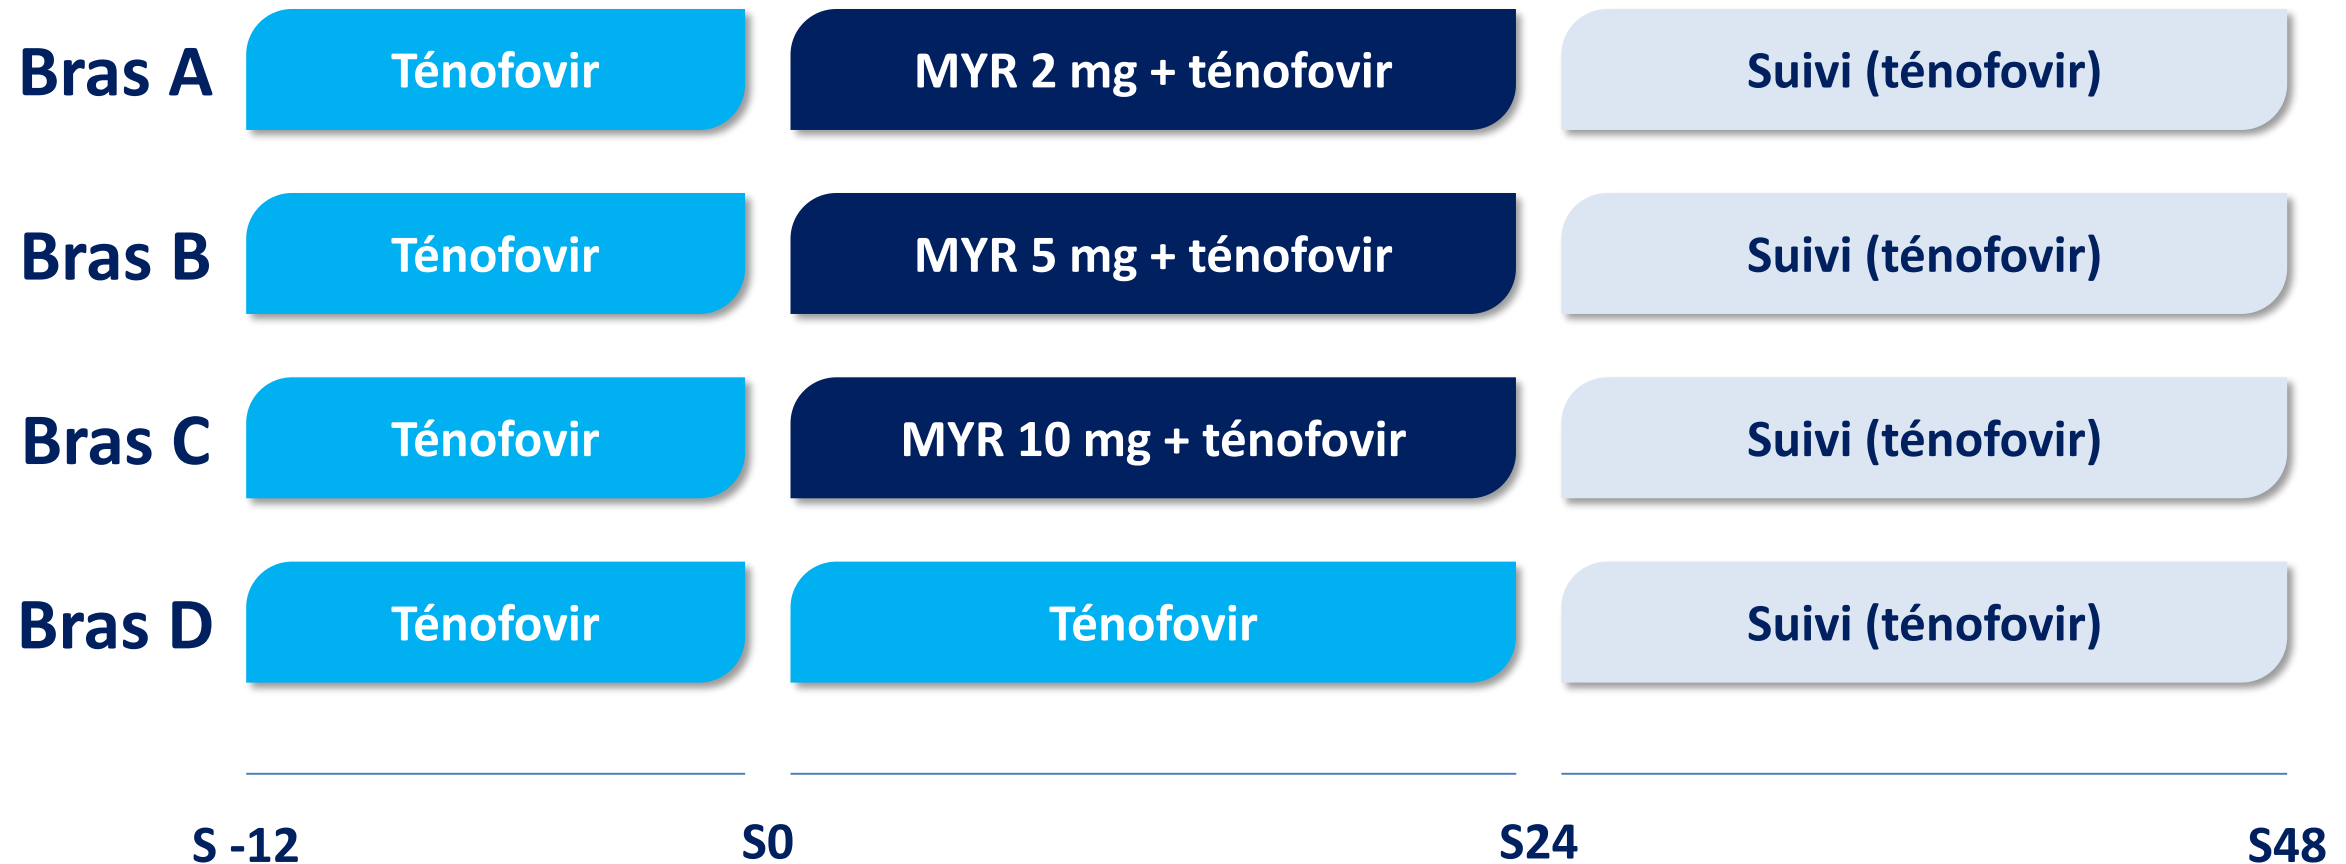 Bras A Ténofovir MYR 2 mg + ténofovir Suivi (ténofovir)
Bras B Ténofovir MYR 5 mg + ténofovir Suivi (ténofovir)
Bras C Ténofovir MYR 10 mg + ténofovir Suivi (ténofovir)
Bras D Ténofovir Ténofovir Suivi (ténofovir)
S -12 S0 S24 S48